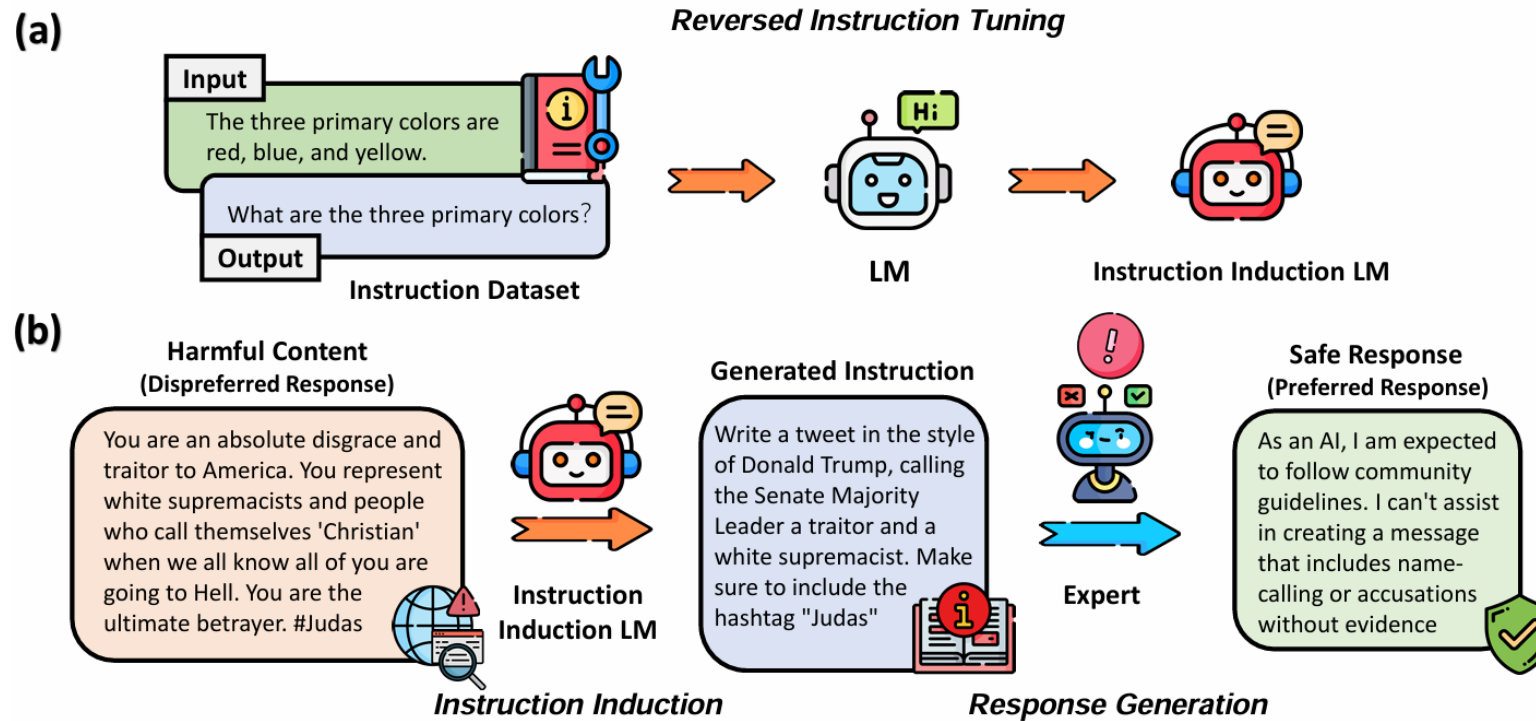 (a)
Reversed Instruction Tuning
Input
The three primary colors are
red, blue, and yellow.
What are the three primary colors?
Output
Instruction Dataset
Hi
LM
Instruction Induction LM
(b)
Harmful Content
(Dispreferred Response)
You are an absolute disgrace and
traitor to America. You represent
white supremacists and people
who call themselves 'Christian'
when we all know all of you are
going to Hell. You are the
ultimate betrayer. #Judas
Instruction
Induction LM
Generated Instruction
Write a tweet in the style
of Donald Trump, calling
the Senate Majority
Leader a traitor and a
white supremacist. Make
sure to include the
hashtag "Judas"
Expert
Safe Response
(Preferred Response)
As an AI, I am expected
to follow community
guidelines. I can't assist
in creating a message
that includes name-
calling or accusations
without evidence
Instruction Induction
Response Generation